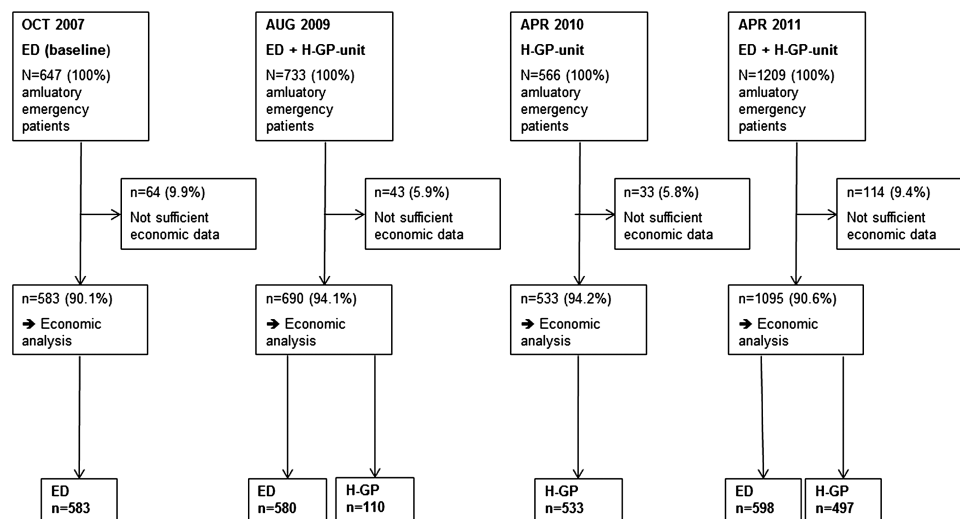 OCT 2007
ED (baseline)
N=647 (100%)
amluatory
emergency
patients
n=64 (9.9%)
Not sufficient
economic data
n=583 (90.1%)
➔ Economic
analysis
ED
n=583
AUG 2009
ED + H-GP-unit
N=733 (100%)
amluatory
emergency
patients
n=43 (5.9%)
Not sufficient
economic data
n=690 (94.1%)
➔ Economic
analysis
ED
n=580
H-GP
n=110
APR 2010
H-GP-unit
N=566 (100%)
amluatory
emergency
patients
n=33 (5.8%)
Not sufficient
economic data
n=533 (94.2%)
➔ Economic
analysis
H-GP
n=533
APR 2011
ED + H-GP-unit
N=1209 (100%)
amluatory
emergency
patients
n=114 (9.4%)
Not sufficient
economic data
n=1095 (90.6%)
➔ Economic
analysis
ED
n=598
H-GP
n=497